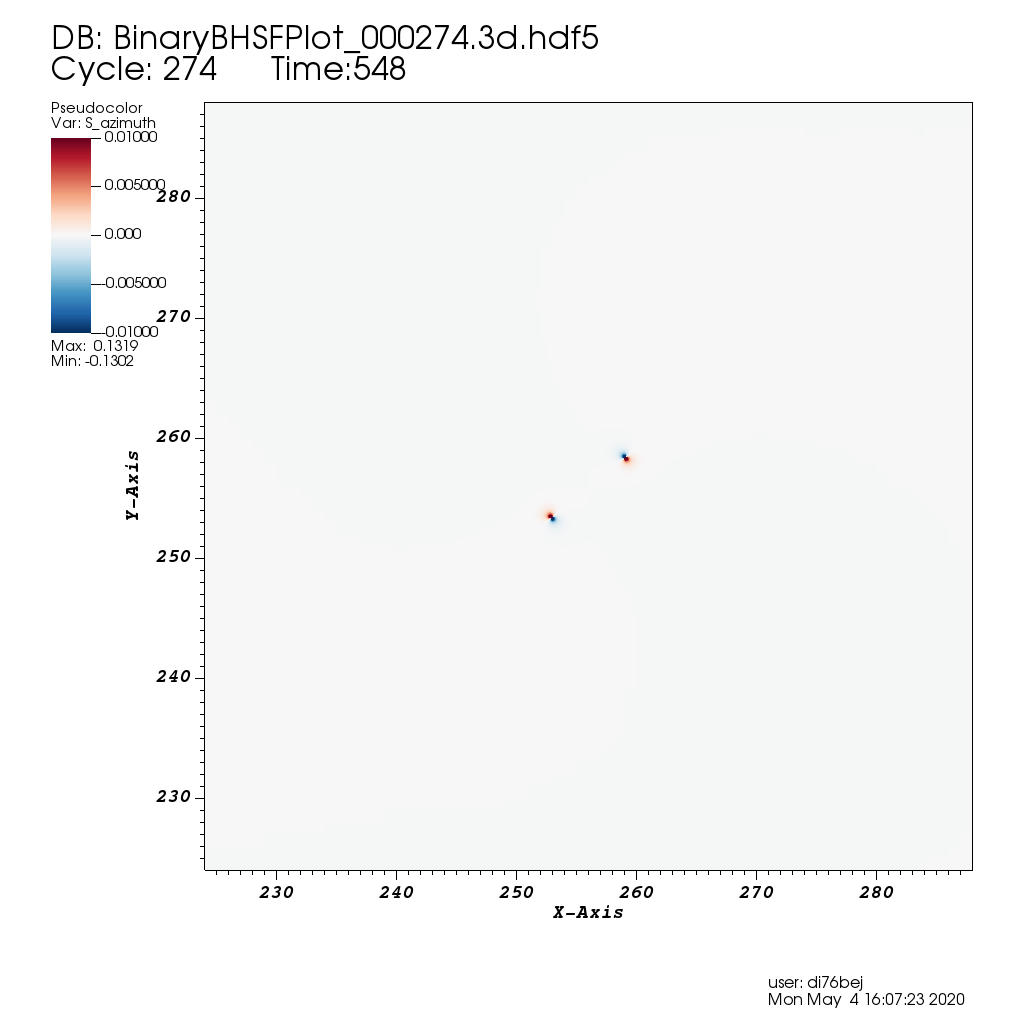 DB: BinaryBHSFPlot_000274.3d.hdf5
Cycle: 274 Time:548
Pseudocolor
Var: S_azimuth
0.01000
0.005000
0.000
-0.005000
-0.01000
Max: 0.1319
Min: -0.1302
280
270
260
250
240
230
Y-Axis
230 240 250 260 270 280
X-Axis
user: di76bej
Mon May 4 16:07:23 2020